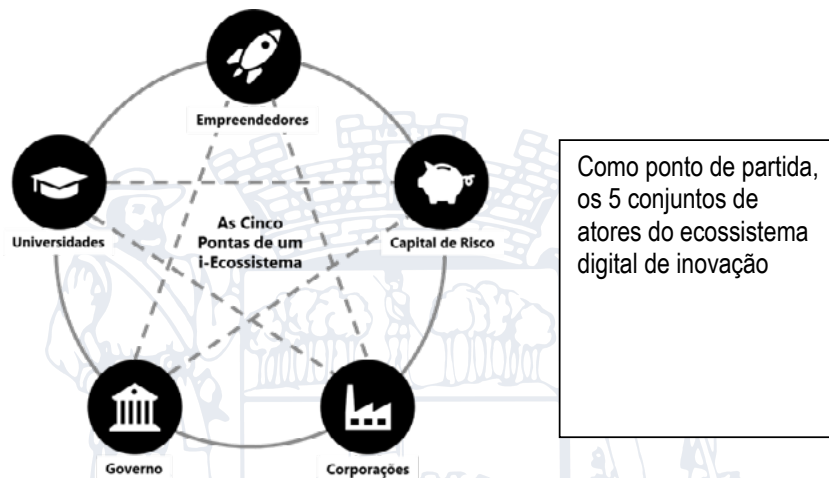 Empreendedores
Universidades
As Cinco
Pontas de um
i-Ecossistema
Capital de Risco
Governo
Corporações
Como ponto de partida,
os 5 conjuntos de
atores do ecossistema
digital de inovação